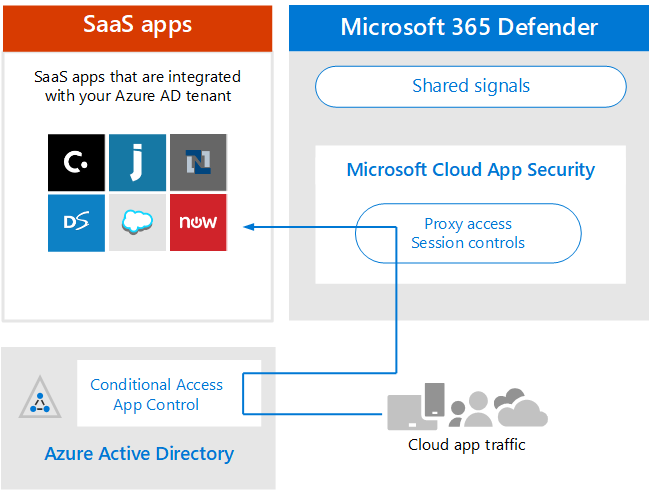 SaaS apps
SaaS apps that are integrated
with your Azure AD tenant
C.
j
N
DS
now
Microsoft 365 Defender
Shared signals
Microsoft Cloud App Security
Proxy access
Session controls
Conditional Access
App Control
Azure Active Directory
Cloud app traffic